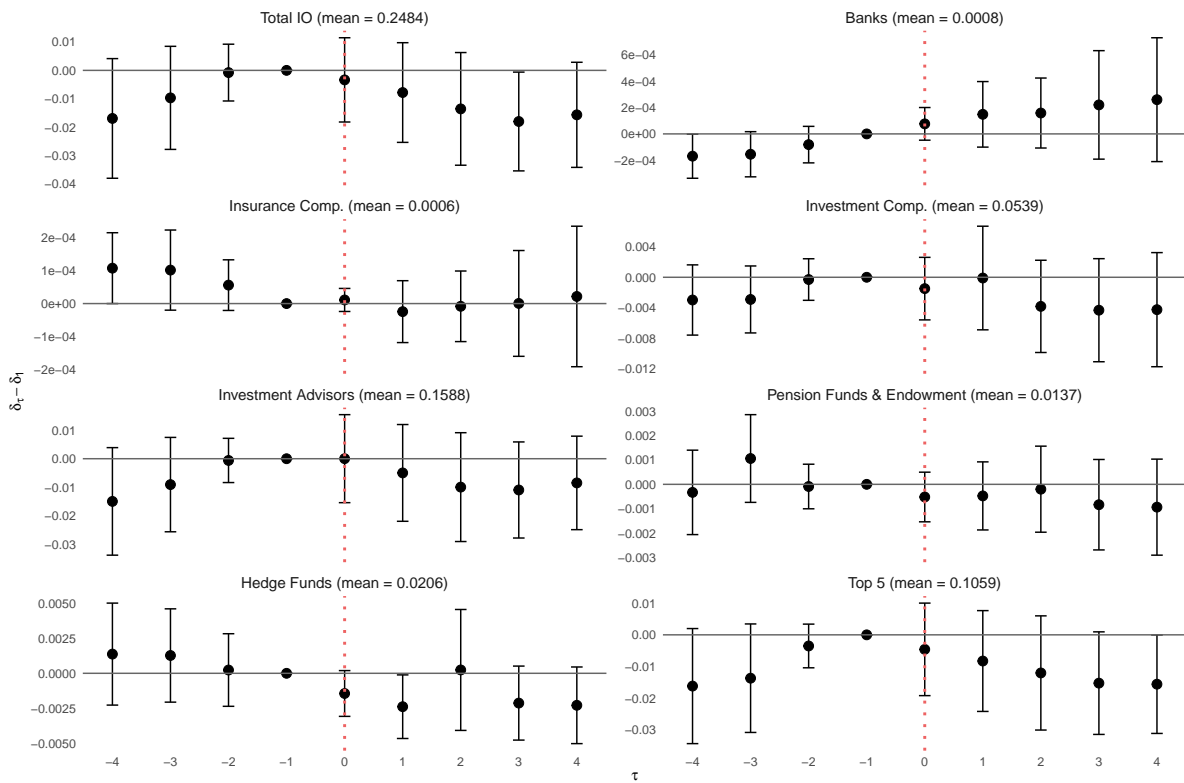 Total IO (mean = 0.2484)
0.01
0.00
−0.01
−0.02
−0.03
−0.04
Banks (mean = 0.0008)
6e−04
4e−04
2e−04
0e+00
−2e−04
Insurance Comp. (mean = 0.0006)
2e−04
1e−04
0e+00
−1e−04
−2e−04
Investment Comp. (mean = 0.0539)
0.004
0.000
−0.004
−0.008
−0.012
δτ − δ1
Investment Advisors (mean = 0.1588)
0.01
0.00
−0.01
−0.02
−0.03
Pension Funds & Endowment (mean = 0.0137)
0.003
0.002
0.001
0.000
−0.001
−0.002
−0.003
Hedge Funds (mean = 0.0206)
0.0050
0.0025
0.0000
−0.0025
−0.0050
−4 −3 −2 −1 0 1 2 3 4
Top 5 (mean = 0.1059)
0.01
0.00
−0.01
−0.02
−0.03
−4 −3 −2 −1 0 1 2 3 4
τ